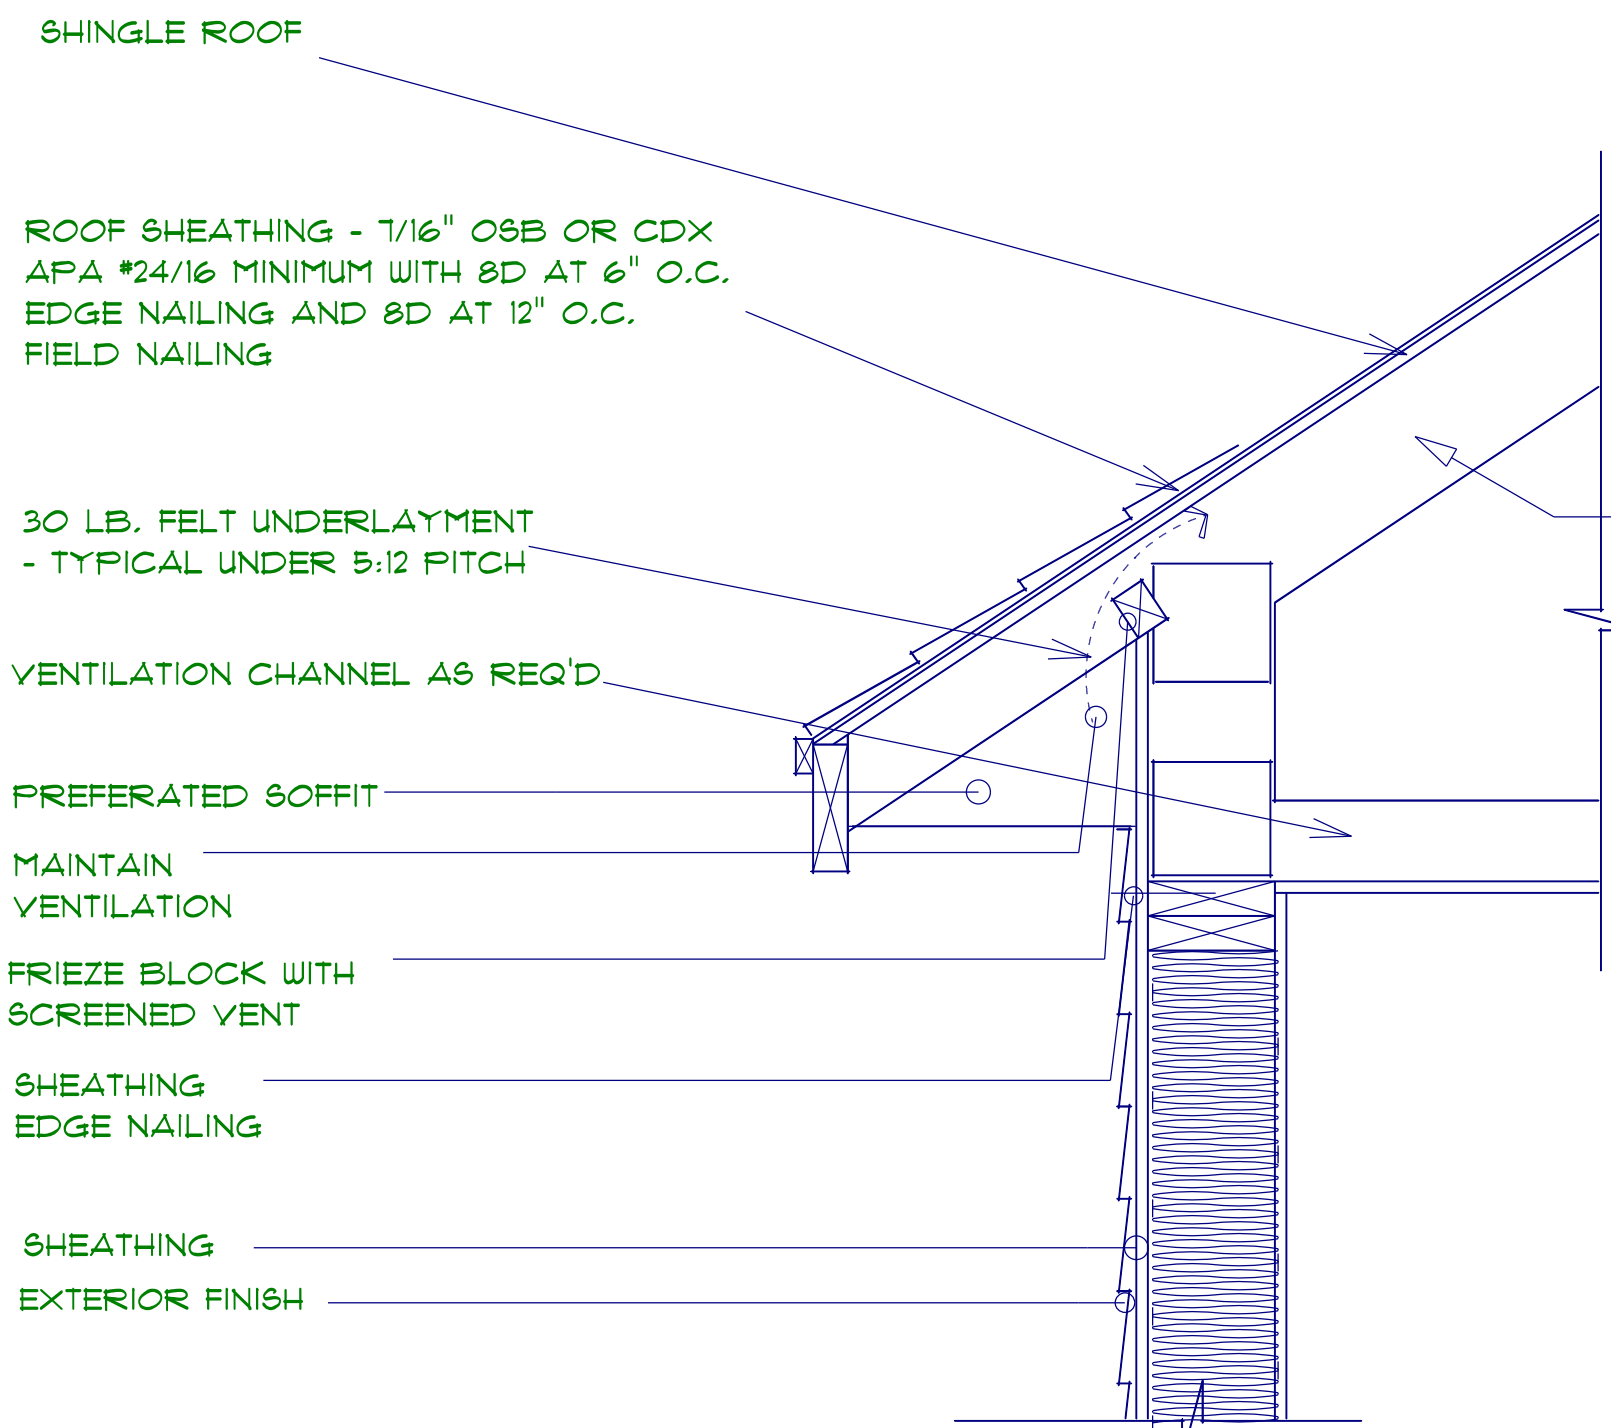 SHINGLE ROOF
ROOF SHEATHING - 7/16" OSB OR CDX
APA #24/16 MINIMUM WITH 8D AT 6" O.C.
EDGE NAILING AND 8D AT 12" O.C.
FIELD NAILING
30 LB. FELT UNDERLAYMENT
- TYPICAL UNDER 5:12 PITCH
VENTILATION CHANNEL AS REQ'D
PREFERATED SOFFIT
MAINTAIN
VENTILATION
FRIEZE BLOCK WITH
SCREENED VENT
SHEATHING
EDGE NAILING
SHEATHING
EXTERIOR FINISH